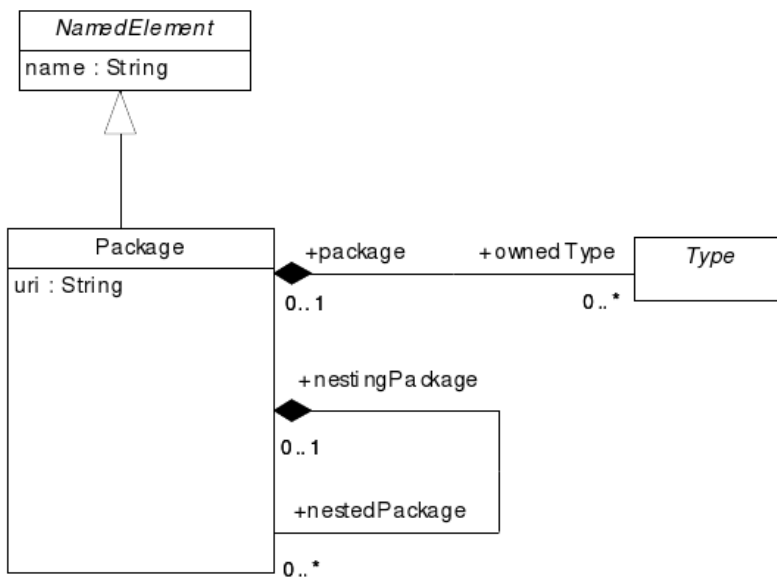 NamedElement
name : String
Package
uri : String
+package
+ownedType
Type
0..1
0..*
+nestingPackage
0..1
+nestedPackage
0..*